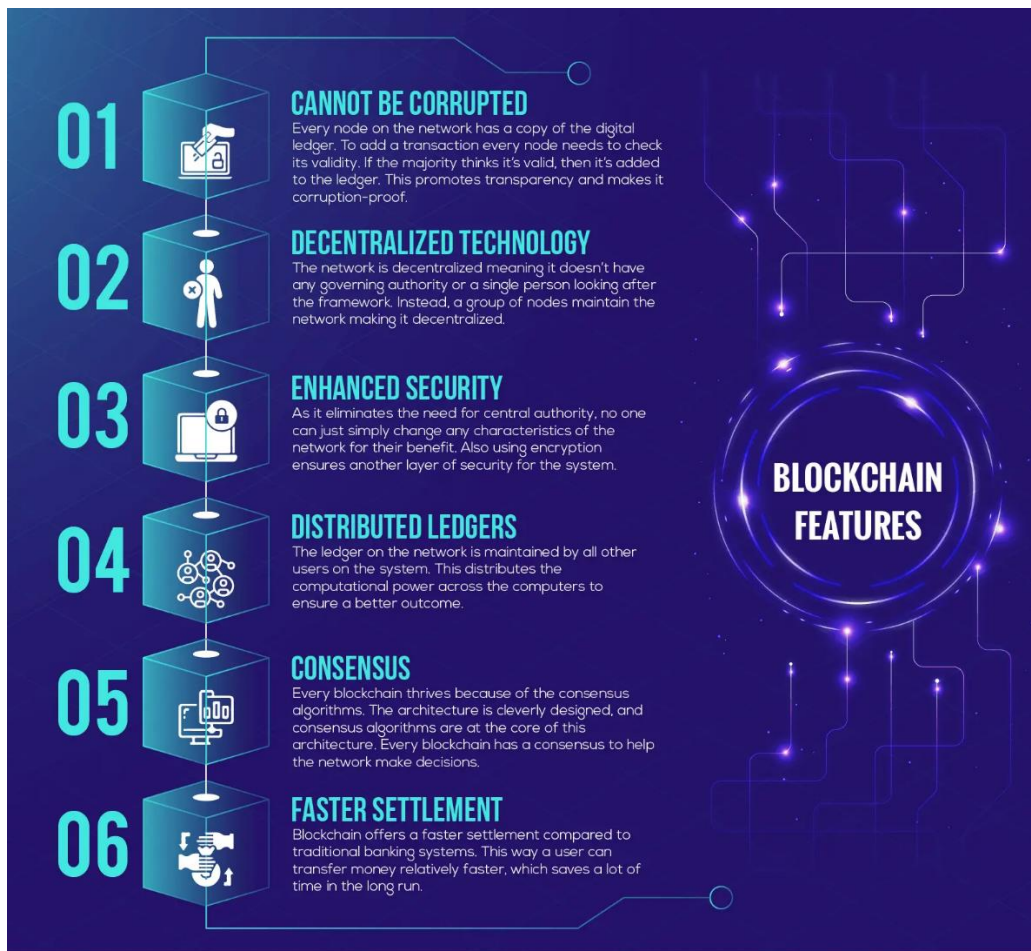 01
CANNOT BE CORRUPTED
Every node on the network has a copy of the digital
ledger. To add a transaction every node needs to check
its validity. If the majority thinks it's valid, then it's added
to the ledger. This promotes transparency and makes it
corruption-proof.
02
DECENTRALIZED TECHNOLOGY
The network is decentralized meaning it doesn't have
any governing authority or a single person looking after
the framework. Instead, a group of nodes maintain the
network making it decentralized.
03
ENHANCED SECURITY
As it eliminates the need for central authority, no one
can just simply change any characteristics of the
network for their benefit. Also using encryption
ensures another layer of security for the system.
04
DISTRIBUTED LEDGERS
The ledger on the network is maintained by all other
users on the system. This distributes the
computational power across the computers to
ensure a better outcome.
05
CONSENSUS
Every blockchain thrives because of the consensus
algorithms. The architecture is cleverly designed, and
consensus algorithms are at the core of this
architecture. Every blockchain has a consensus to help
the network make decisions.
06
FASTER SETTLEMENT
Blockchain offers a faster settlement compared to
traditional banking systems. This way a user can
transfer money relatively faster, which saves a lot of
time in the long run.
BLOCKCHAIN
FEATURES